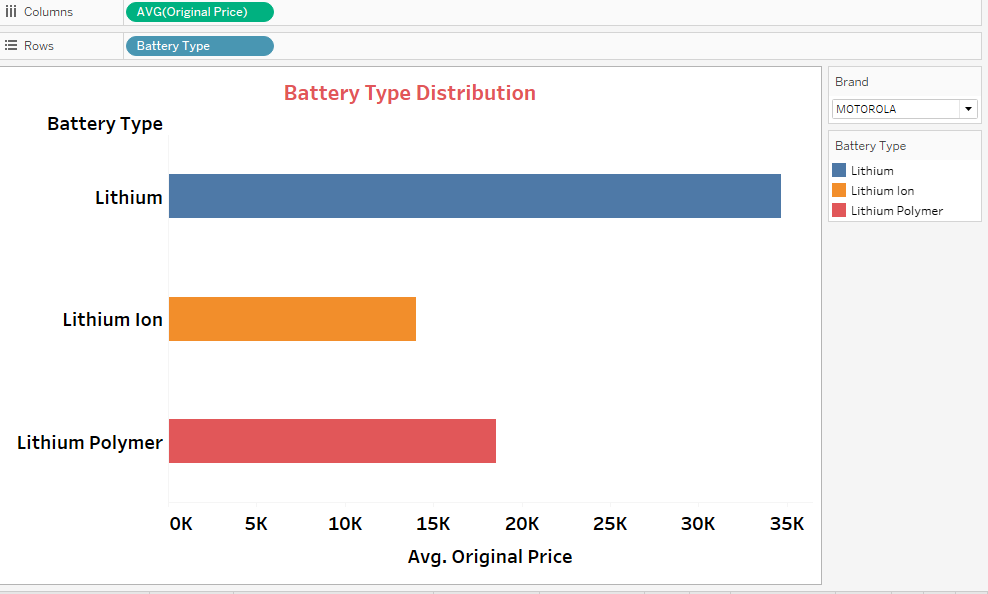 Columns
AVG(Original Price)
Rows
Battery Type
Battery Type Distribution
Battery Type
Lithium
Lithium Ion
Lithium Polymer
0K 5K 10K 15K 20K 25K 30K 35K
Avg. Original Price
Brand
MOTOROLA
Battery Type
Lithium
Lithium Ion
Lithium Polymer